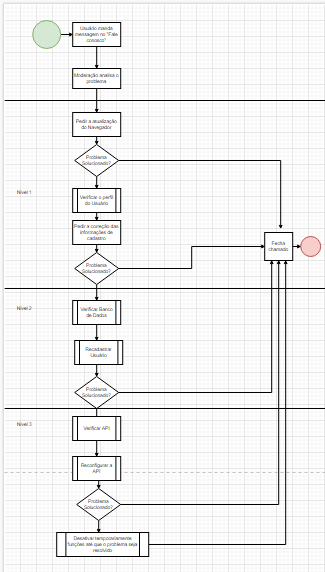 Usuário manda
mensagem no "Fale
conosco"
Moderação analisa o
problema
Pedir a atualização
do Navegador
Problema
Solucionado?
Nível 1
Verificar o perfil
do Usuário
Pedir a correção das
informações de
cadastro
Fecha
chamado
Problema
Solucionado?
Nível 2
Verificar Banco
de Dados
Recadastrar
Usuário
Problema
Solucionado?
Nível 3
Verificar API
Reconfigurar a
API
Problema
Solucionado?
Desativar temporariamente
funções até que o problema seja
resolvido